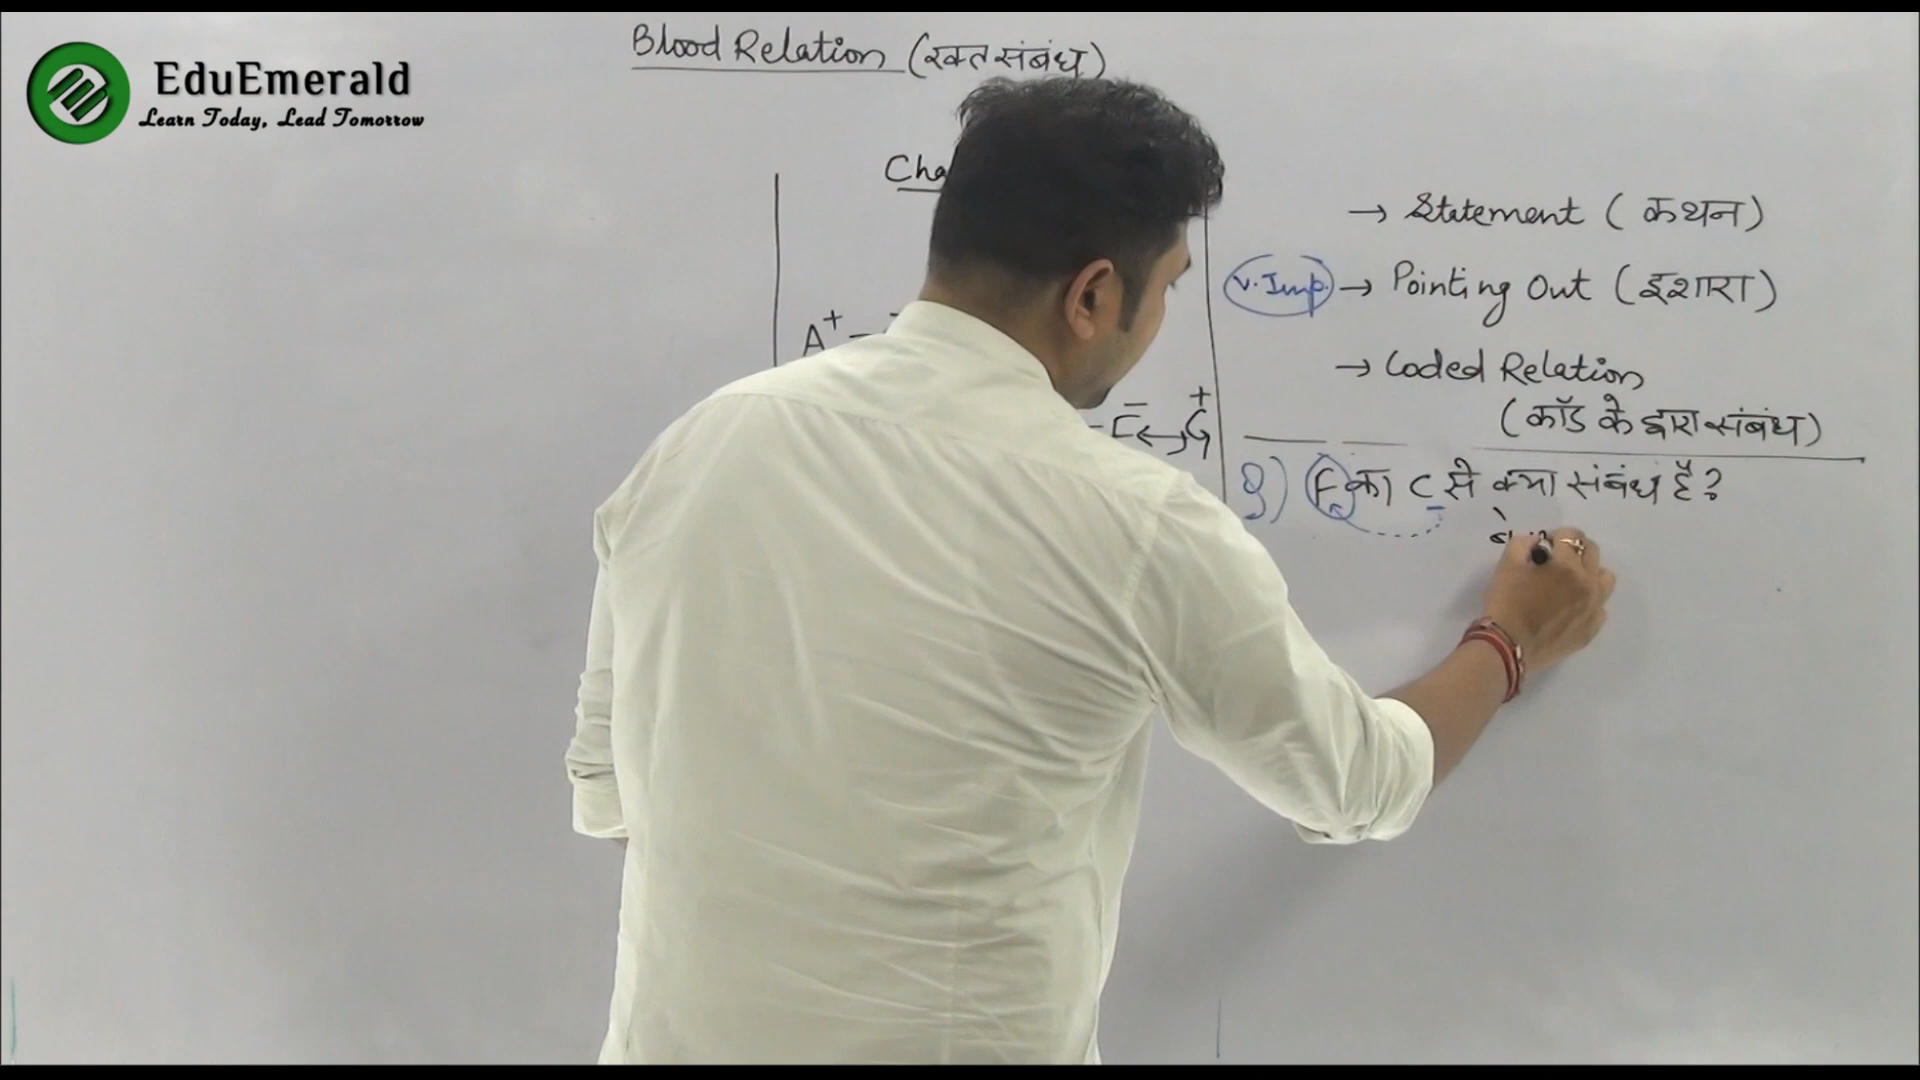 EduEmerald
Learn Today, Lead Tomorrow
Blood Relation (रक्त संबंध)
→ Statement (कथन)
V. Imp. → Pointing Out (इशारा)
→ Coded Relation
(कॉड के द्वारा संबंध)
A+ –
E̅ ↔ G+
Q) F का C से क्या संबंध है?